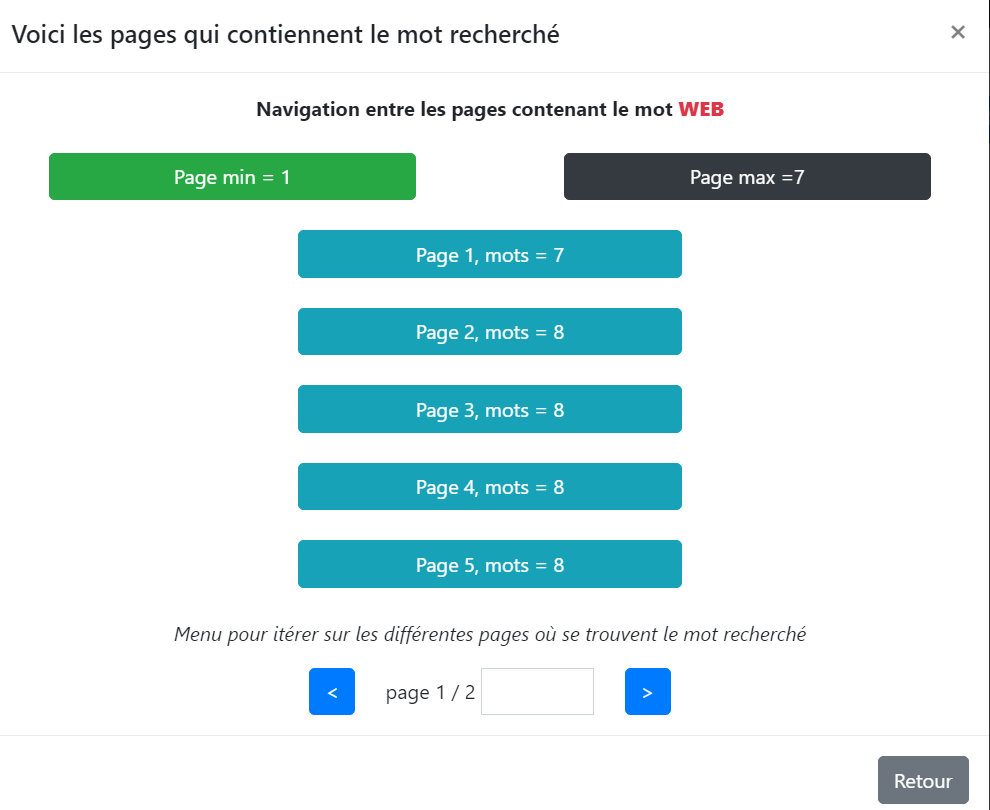 Voici les pages qui contiennent le mot recherché ×
Navigation entre les pages contenant le mot WEB
Page min = 1
Page max =7
Page 1, mots = 7
Page 2, mots = 8
Page 3, mots = 8
Page 4, mots = 8
Page 5, mots = 8
Menu pour itérer sur les différentes pages où se trouvent le mot recherché
< page 1 / 2 >
Retour